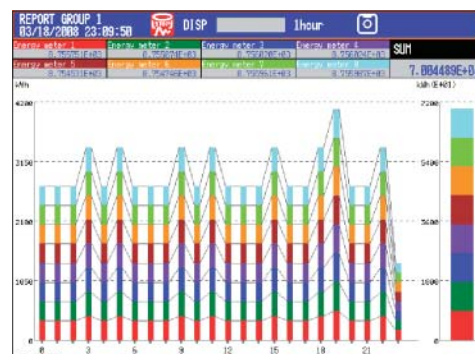 REPORT GROUP 1
03/18/2008 23:09:50 DISP 1hour
Energy meter 1 Energy meter 2 Energy meter 3 Energy meter 4 SUM
Energy meter 5 Energy meter 6 Energy meter 7 Energy meter 8
7.004489E+0
kWh kWh(E+01)
4200 7200
3150 5400
2100 3600
1050 1800
0 0
0 3 6 9 12 15 18 21